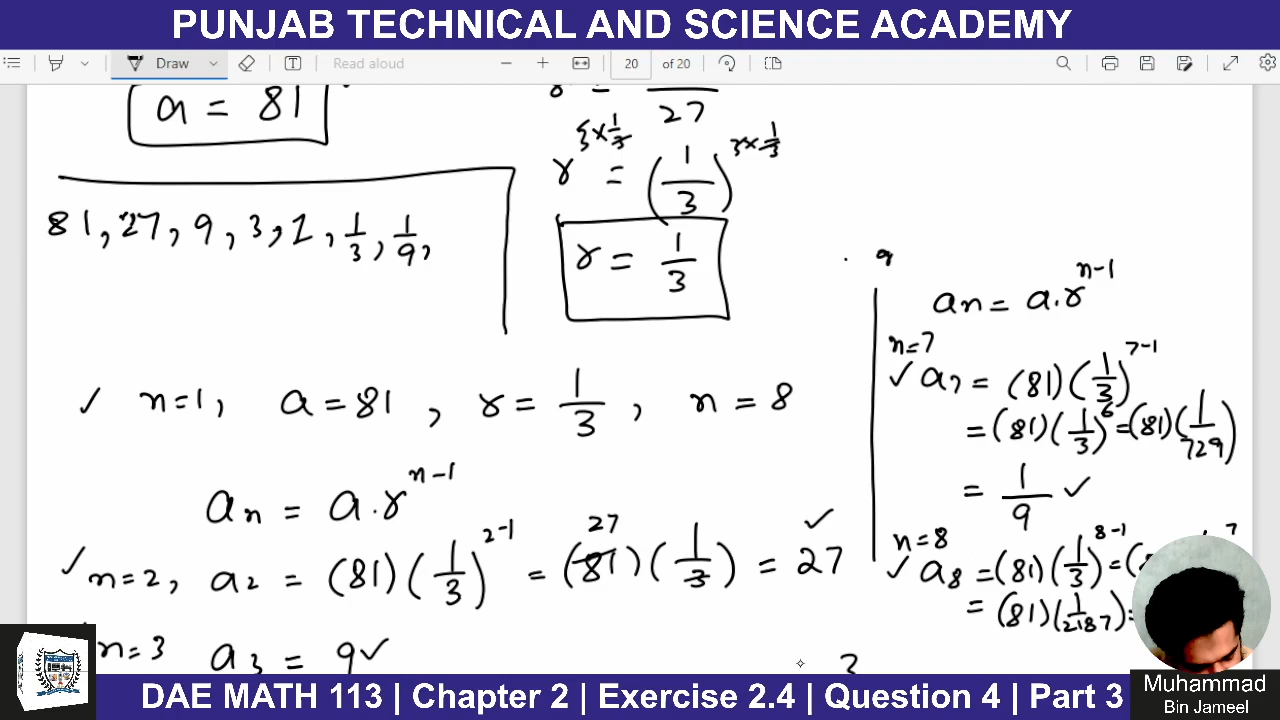 PUNJAB TECHNICAL AND SCIENCE ACADEMY
Draw
Read aloud
20 of 20
a = 81
27
r^(3×1/3) = (1/3)^(3×1/3)
r = 1/3
81, 27, 9, 3, 1, 1/3, 1/9,
n=1, a = 81, r = 1/3, n = 8
an = a.r^(n-1)
n=2, a2 = (81)(1/3)^(2-1) = (81)(1/3) = 27 ✓
27
n=3 a3 = 9✓
an = a.r^(n-1)
n=7
✓ a7 = (81)(1/3)^(7-1)
= (81)(1/3)^6 = (81)(1/729)
= 1/9 ✓
n=8
✓ a8 = (81)(1/3)^(8-1) = (
7
= (81)(1/2187) =
DAE MATH 113 | Chapter 2 | Exercise 2.4 | Question 4 | Part 3
Muhammad
Bin Jameel